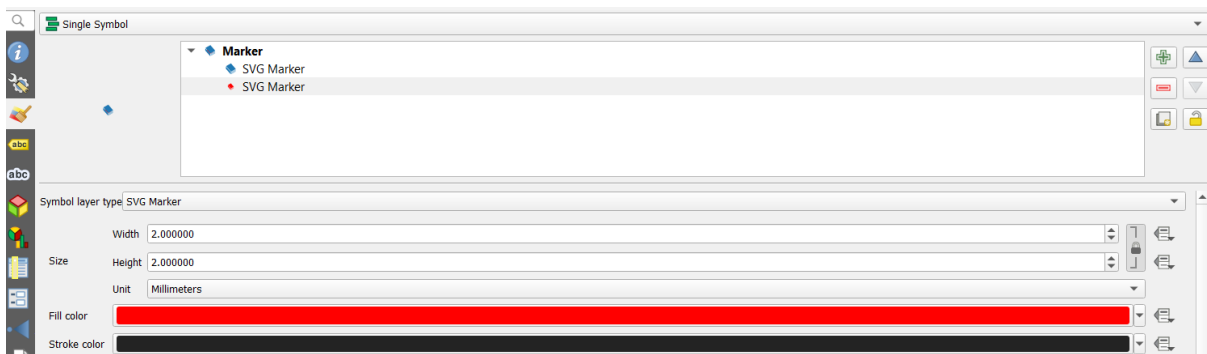 Single Symbol
Marker
SVG Marker
SVG Marker
abc
abc
Symbol layer type SVG Marker
Width 2.000000
Size
Height 2.000000
Unit Millimeters
Fill color
Stroke color